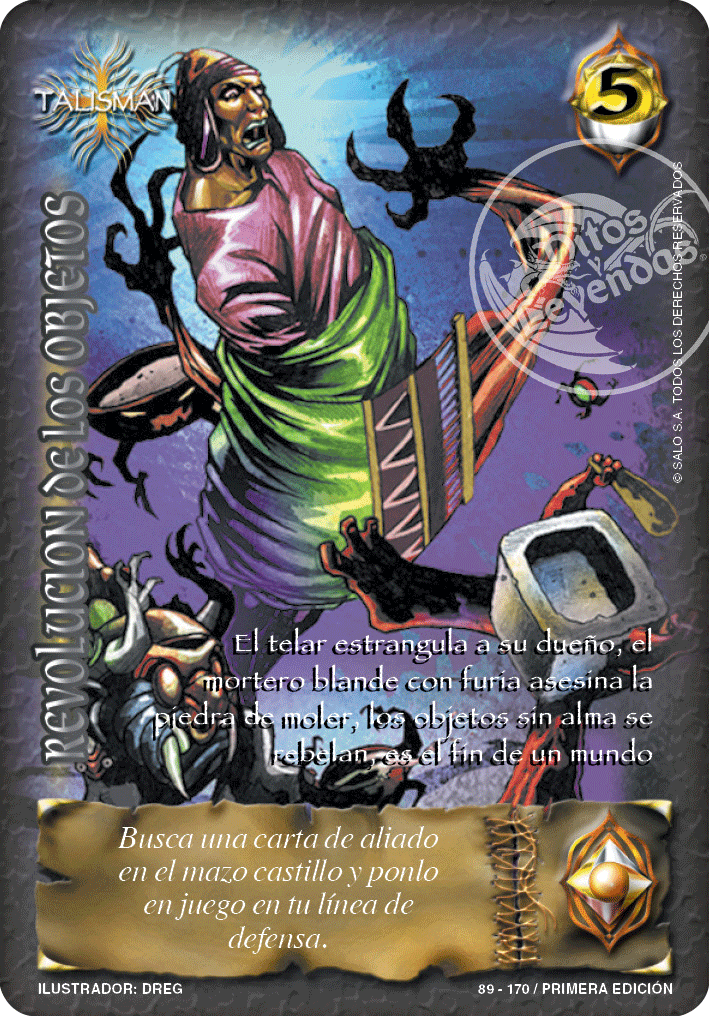 TALISMAN
5
REVOLUCION DE LOS OBJETOS
Mitos
y
Leyendas
®
© SALO S.A. TODOS LOS DERECHOS RESERVADOS
El telar estrangula a su dueño, el
mortero blande con furia asesina la
piedra de moler, los objetos sin alma se
rebelan, es el fin de un mundo
Busca una carta de aliado
en el mazo castillo y ponlo
en juego en tu línea de
defensa.
ILUSTRADOR: DREG
89 - 170 / PRIMERA EDICIÓN